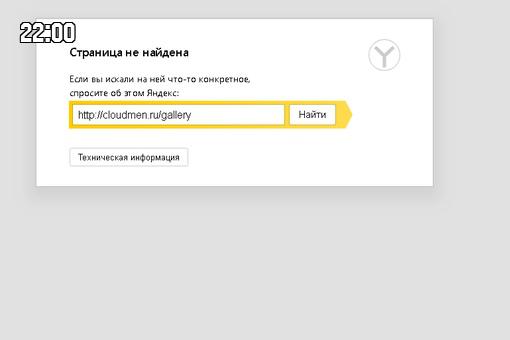 22:00
Страница не найдена
Если вы искали на ней что-то конкретное,
спросите об этом Яндекс:
http://cloudmen.ru/gallery
Найти
Техническая информация